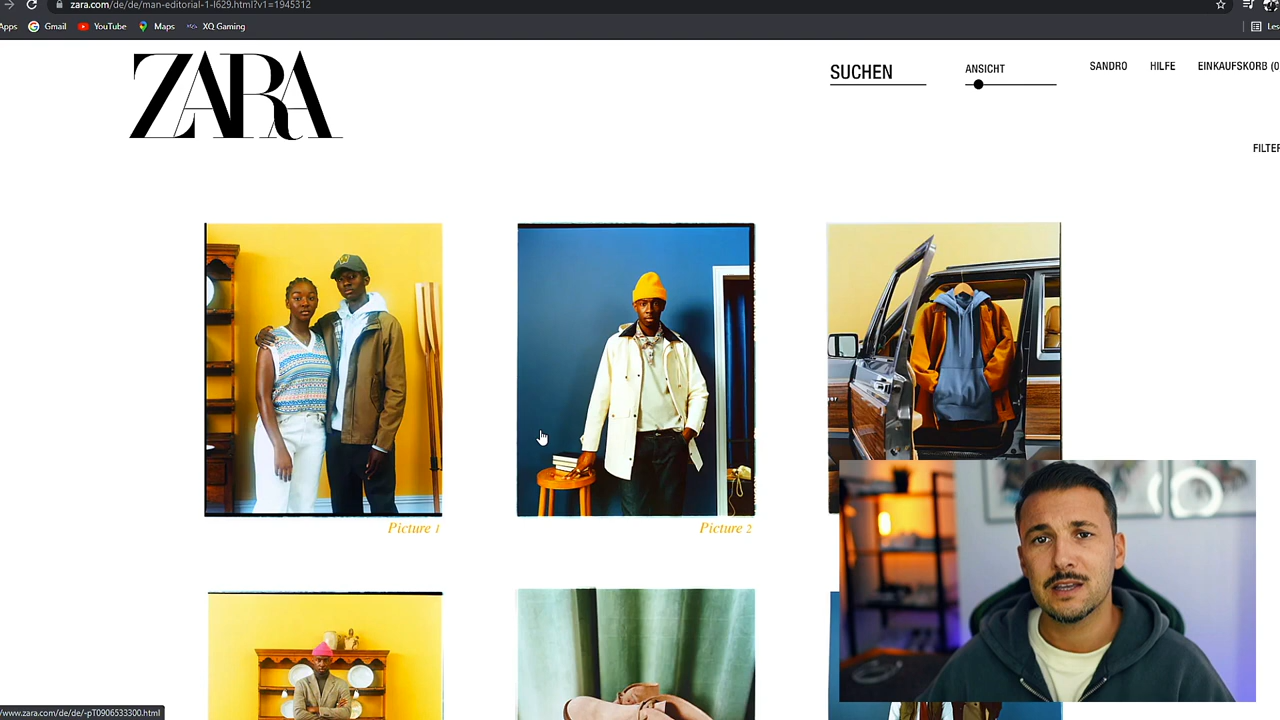 zara.com/de/de/man-editorial-1-l629.html?v1=1945312
Apps Gmail YouTube Maps XQ Gaming
ZARA
SUCHEN
ANSICHT
SANDRO HILFE EINKAUFSKORB (0
FILTER
Picture 1
Picture 2
/www.zara.com/de/de/-pT0906533300.html